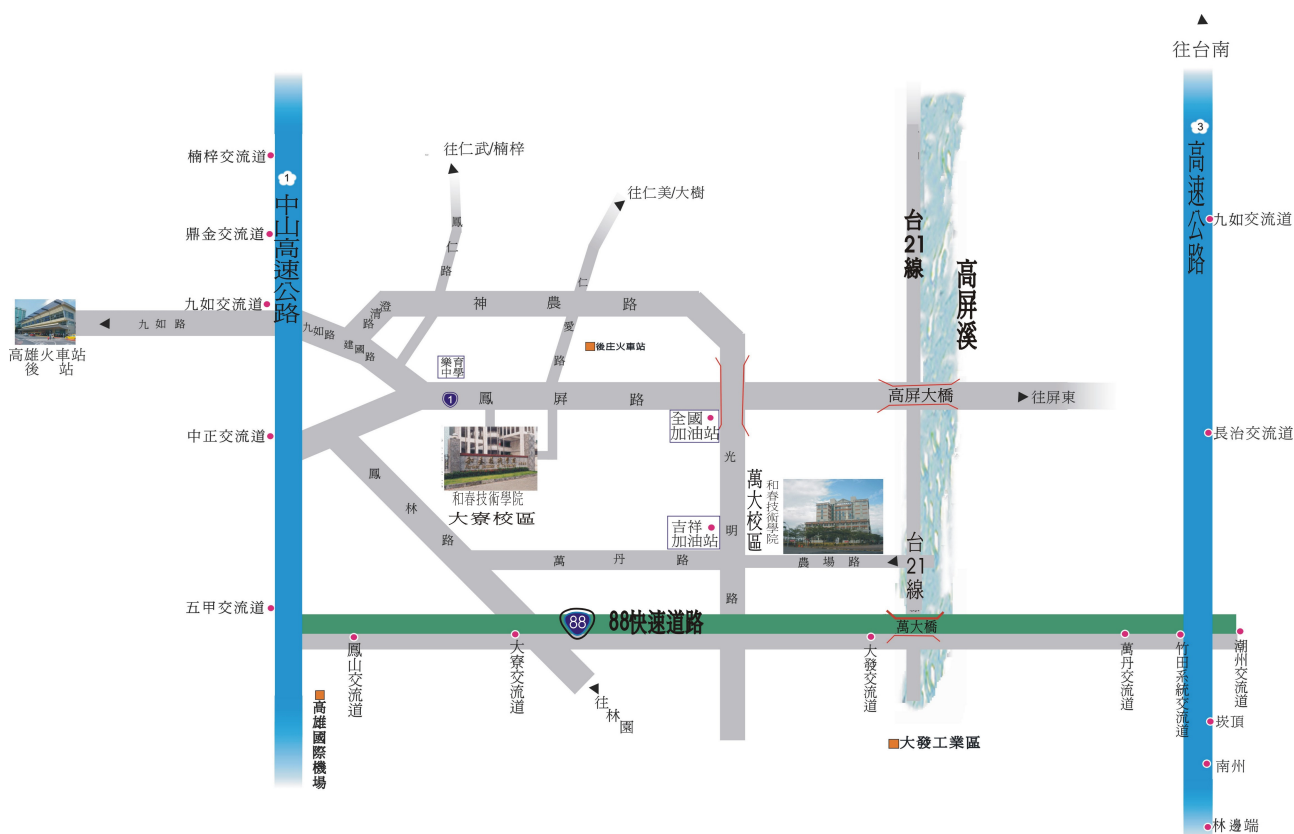 往台南
3
高速公路
九如交流道
長治交流道
竹田系統交流道
潮州交流道
崁頂
南州
林邊端
1
中山高速公路
楠梓交流道
鼎金交流道
九如交流道
中正交流道
五甲交流道
高雄國際機場
九如路
高雄火車站
後 站
往仁武/楠梓
鳳仁路
往仁美/大樹
仁愛路
九如路
建國路
澄清路
神農路
後庄火車站
樂育
中學
1
鳳屏路
高屏大橋
往屏東
台21線
高屏溪
全國
加油站
和春技術學院
大寮校區
鳳林路
光明路
萬大校區
和春技術學院
吉祥
加油站
萬丹路
農場路
台21線
88
88快速道路
萬大橋
鳳山交流道
大寮交流道
大發交流道
萬丹交流道
往林園
大發工業區